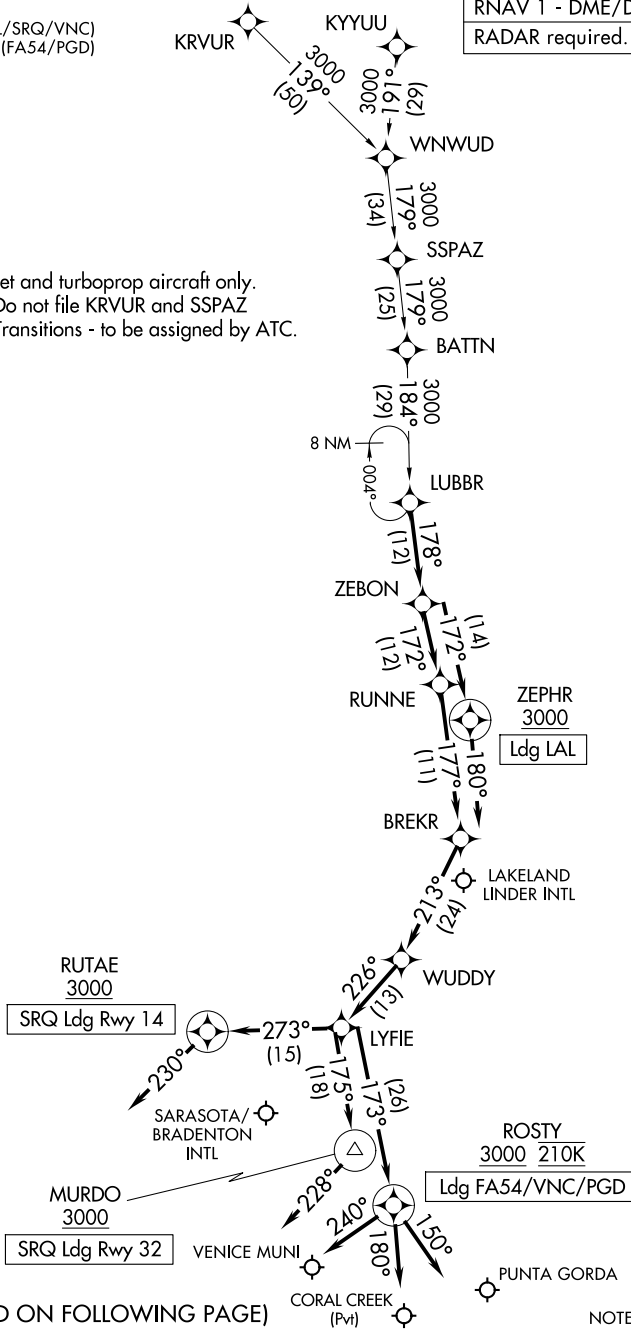 L/SRQ/VNC)
(FA54/PGD)
RNAV 1 - DME/D
RADAR required.
KRVUR
KYYUU
3000
139°
(50)
3000
191°
(29)
WNWUD
3000
179°
(34)
SSPAZ
et and turboprop aircraft only.
Do not file KRVUR and SSPAZ
Transitions - to be assigned by ATC.
3000
179°
(25)
BATTN
3000
184°
(29)
8 NM
004°
LUBBR
178°
(12)
ZEBON
172°
(12)
172°
(14)
RUNNE
ZEPHR
3000
Ldg LAL
177°
(11)
180°
BREKR
LAKELAND
LINDER INTL
213°
(24)
WUDDY
226°
(13)
RUTAE
3000
SRQ Ldg Rwy 14
LYFIE
273°
(15)
230°
175°
(18)
173°
(26)
SARASOTA/
BRADENTON
INTL
MURDO
3000
SRQ Ldg Rwy 32
228°
ROSTY
3000 210K
Ldg FA54/VNC/PGD
240°
180°
150°
VENICE MUNI
PUNTA GORDA
CORAL CREEK
(Pvt)
D ON FOLLOWING PAGE)
NOTE